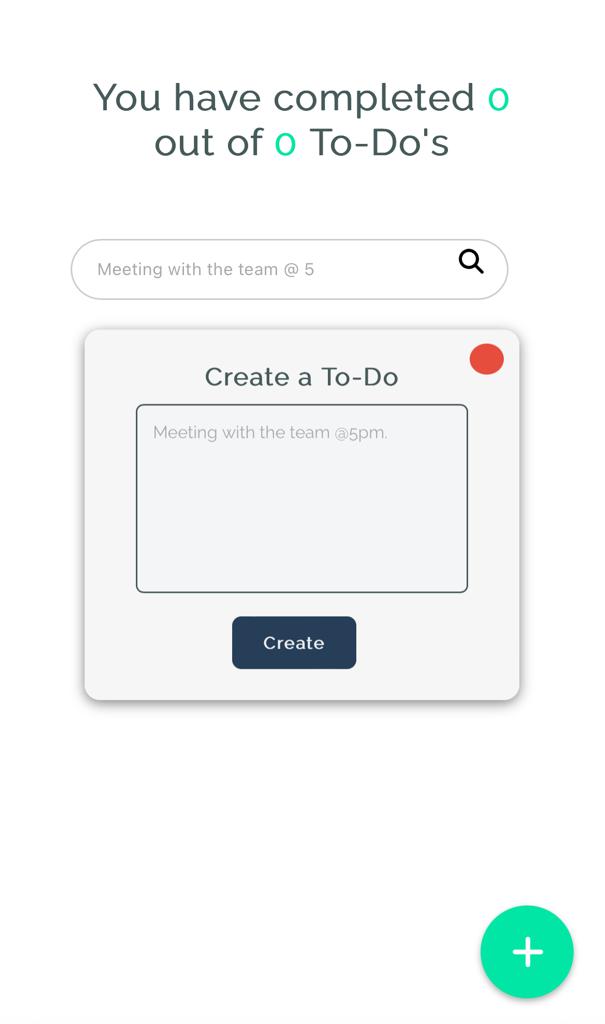 You have completed 0
out of 0 To-Do's
Meeting with the team @ 5
Create a To-Do
Meeting with the team @5pm.
Create